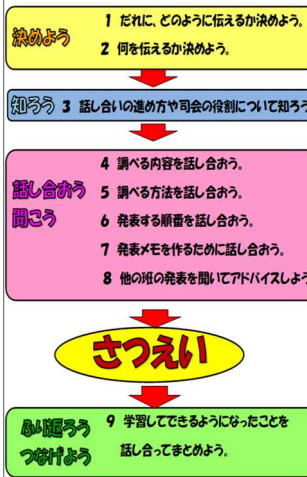 決めよう
1 だれに、どのように伝えるか決めよう。
2 何を伝えるか決めよう。
知ろう 3 話し合いの進め方や司会の役割について知ろう
話し合おう
聞こう
4 調べる内容を話し合おう。
5 調べる方法を話し合おう。
6 発表する順番を話し合おう。
7 発表メモを作るために話し合おう。
8 他の班の発表を聞いてアドバイスしよう
さつえい
ふり返ろう
つなげよう
9 学習してできるようになったことを
話し合ってまとめよう。